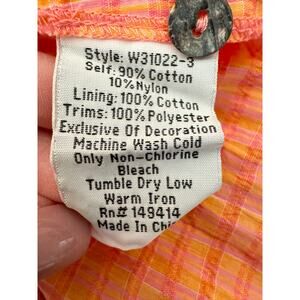 Style: W31022-3
Self: 90% Cotton
10% Nylon
Lining: 100% Cotton
Trims: 100% Polyester
Exclusive Of Decoration
Machine Wash Cold
Only Non-Chlorine
Bleach
Tumble Dry Low
Warm Iron
Rn# 149414
Made In